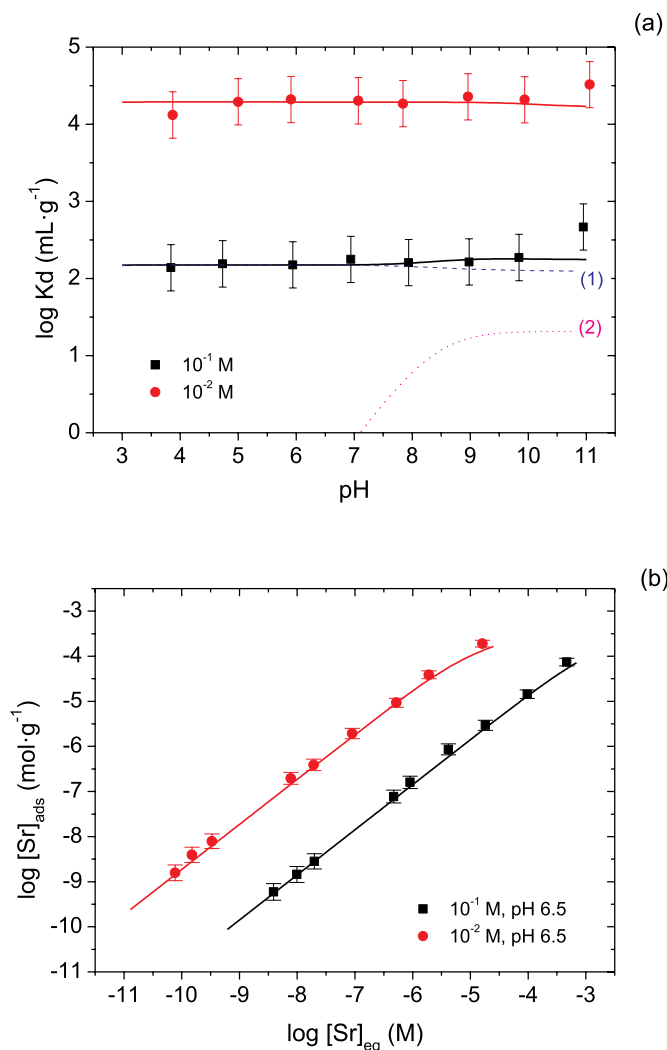 (a)
5
4
3
2
1
0
log Kd (mL·g⁻¹)
(1)
(2)
10⁻¹ M
10⁻² M
3 4 5 6 7 8 9 10 11
pH
(b)
-3
-4
-5
-6
-7
-8
-9
-10
-11
log [Sr]ads (mol·g⁻¹)
10⁻¹ M, pH 6.5
10⁻² M, pH 6.5
-11 -10 -9 -8 -7 -6 -5 -4 -3
log [Sr]eq (M)